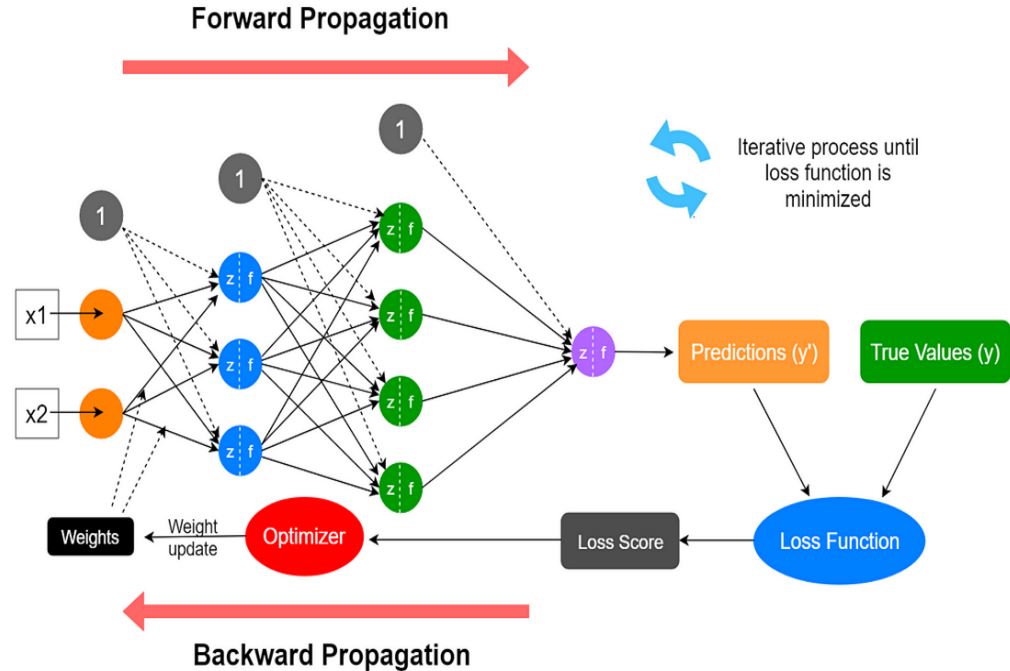 Forward Propagation
1
1
1
Iterative process until
loss function is
minimized
z f
z f
x1
z f
z f
z f
Predictions (y')
True Values (y)
x2
z f
z f
z f
Weights
Weight
update
Optimizer
Loss Score
Loss Function
Backward Propagation